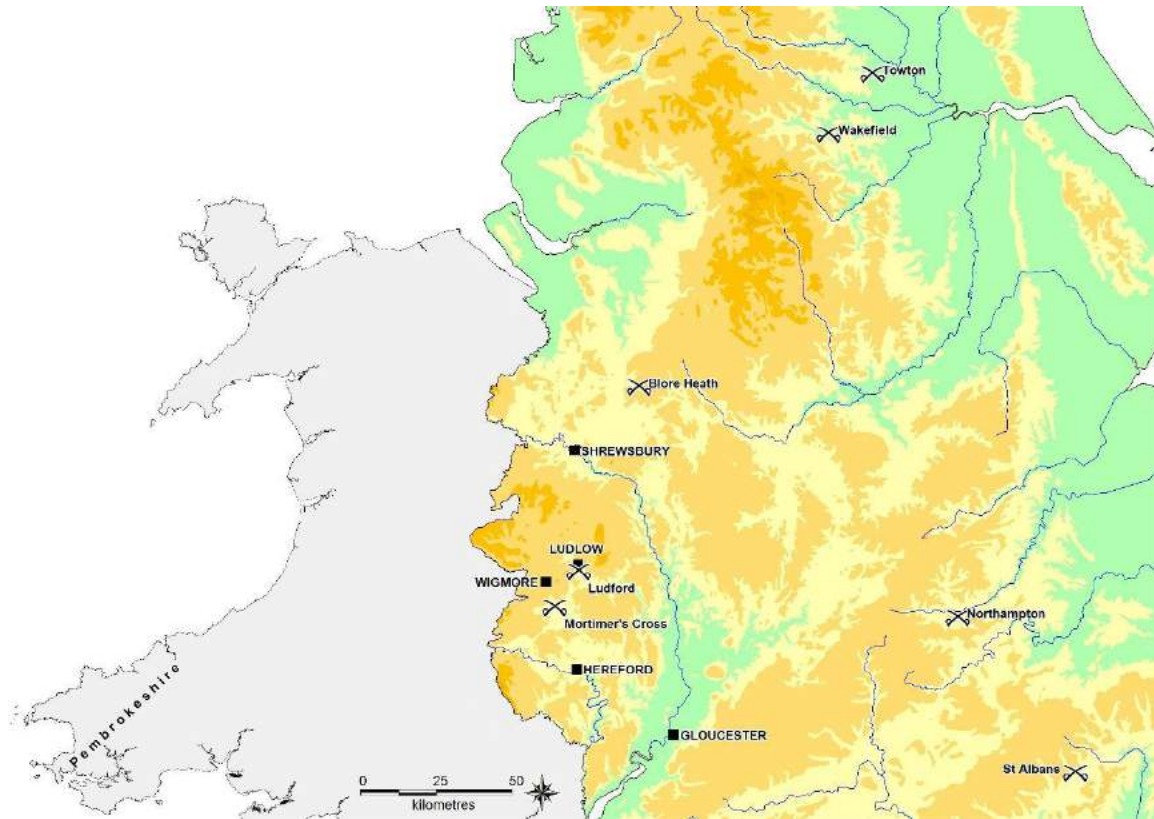 Towton
Wakefield
Blore Heath
SHREWSBURY
LUDLOW
WIGMORE
Ludford
Mortimer's Cross
Northampton
HEREFORD
Pembrokeshire
GLOUCESTER
St Albans
0 25 50
kilometres